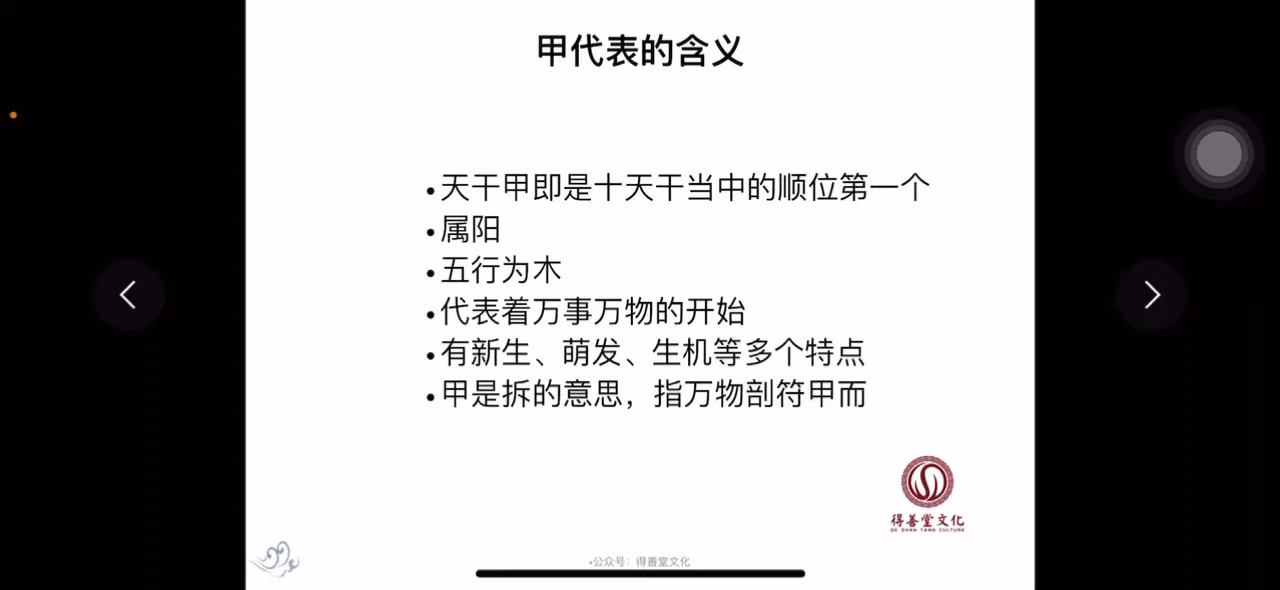 甲代表的含义
•天干甲即是十天干当中的顺位第一个
•属阳
•五行为木
•代表着万事万物的开始
•有新生、萌发、生机等多个特点
•甲是拆的意思，指万物剖符甲而
得善堂文化
DE SHAN TANG CULTURE
•公众号：得善堂文化